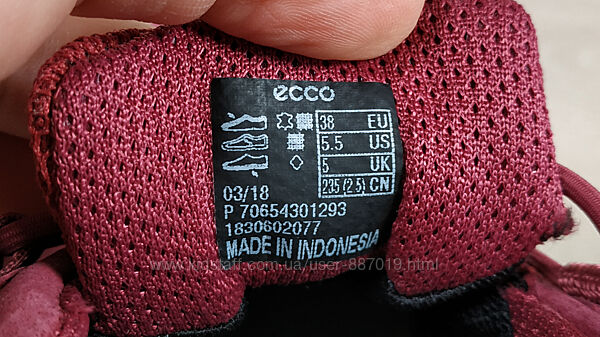 ecco
38 EU
5.5 US
5 UK
235 (2.5) CN
03/18
P 70654301293
1830602077
MADE IN INDONESIA
www.kidstaff.com.ua/user-887019.html